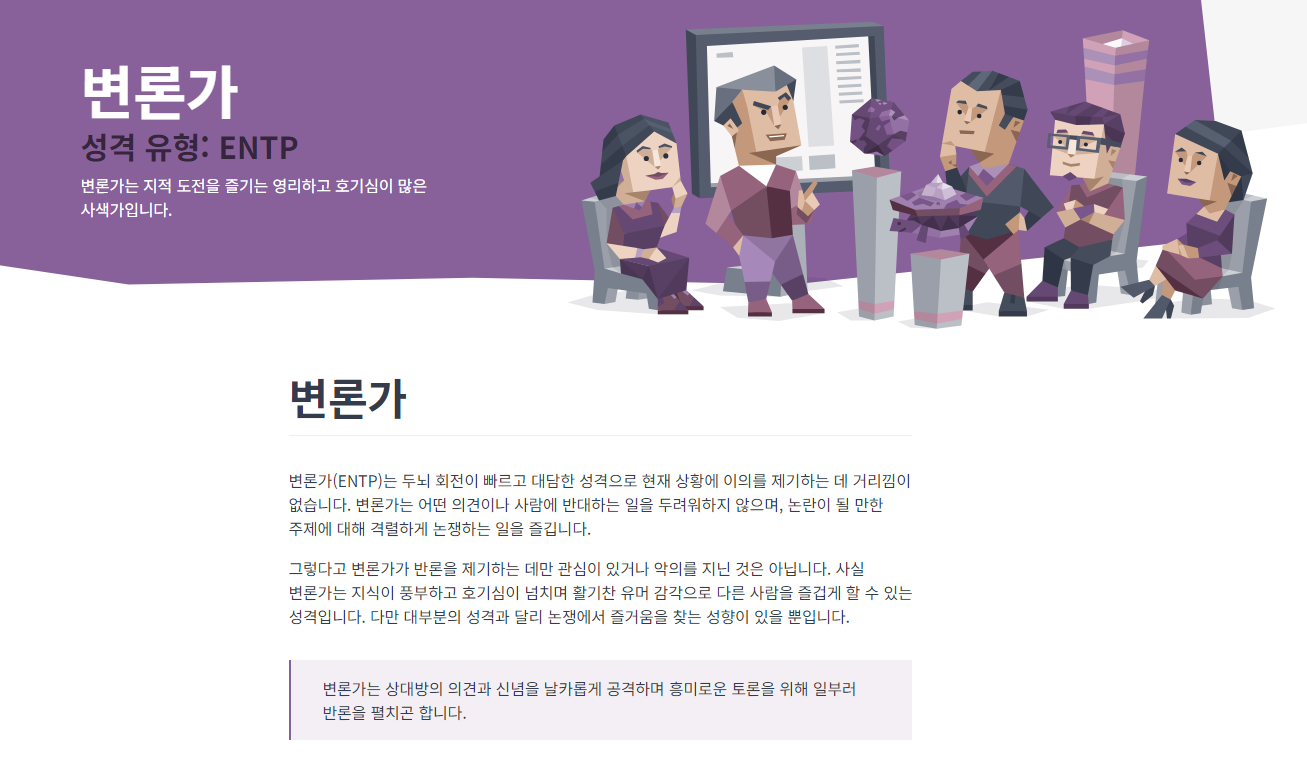 변론가
성격 유형: ENTP
변론가는 지적 도전을 즐기는 영리하고 호기심이 많은
사색가입니다.
변론가
변론가(ENTP)는 두뇌 회전이 빠르고 대담한 성격으로 현재 상황에 이의를 제기하는 데 거리낌이
없습니다. 변론가는 어떤 의견이나 사람에 반대하는 일을 두려워하지 않으며, 논란이 될 만한
주제에 대해 격렬하게 논쟁하는 일을 즐깁니다.
그렇다고 변론가가 반론을 제기하는 데만 관심이 있거나 악의를 지닌 것은 아닙니다. 사실
변론가는 지식이 풍부하고 호기심이 넘치며 활기찬 유머 감각으로 다른 사람을 즐겁게 할 수 있는
성격입니다. 다만 대부분의 성격과 달리 논쟁에서 즐거움을 찾는 성향이 있을 뿐입니다.
변론가는 상대방의 의견과 신념을 날카롭게 공격하며 흥미로운 토론을 위해 일부러
반론을 펼치곤 합니다.